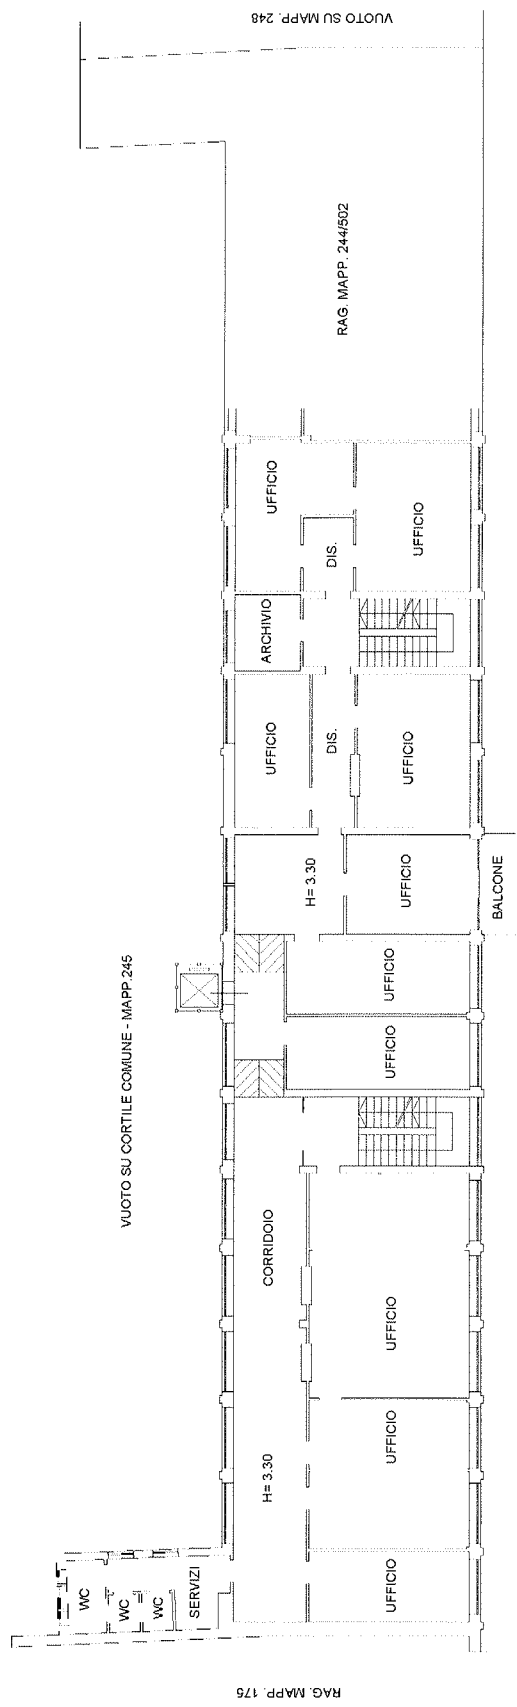 VUOTO SU MAPP. 248
RAG. MAPP. 244/502
UFFICIO
UFFICIO
DIS.
ARCHIVIO
UFFICIO
DIS.
UFFICIO
H= 3.30
UFFICIO
BALCONE
VUOTO SU CORTILE COMUNE - MAPP.245
UFFICIO
UFFICIO
CORRIDOIO
UFFICIO
H= 3.30
UFFICIO
UFFICIO
SERVIZI
WC
WC
WC
RAG. MAPP. 175